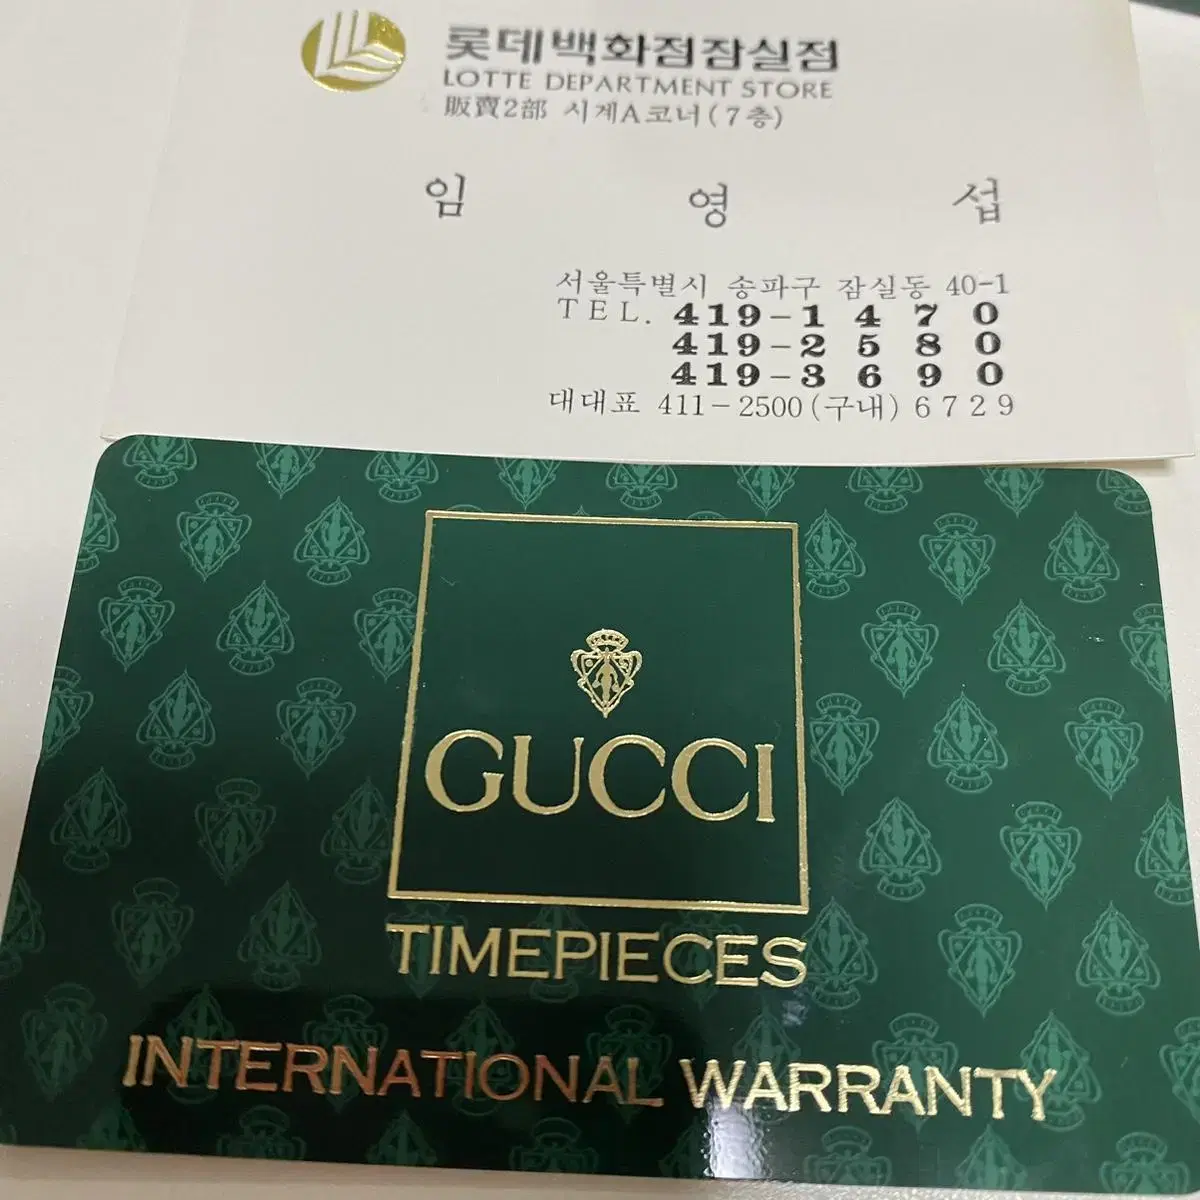 롯데백화점잠실점
LOTTE DEPARTMENT STORE
販賣2部 시계A코너(7층)
임 영 섭
서울특별시 송파구 잠실동 40-1
TEL. 419-1470
419-2580
419-3690
대대표 411-2500(구내)6729
GUCCI
TIMEPIECES
INTERNATIONAL WARRANTY